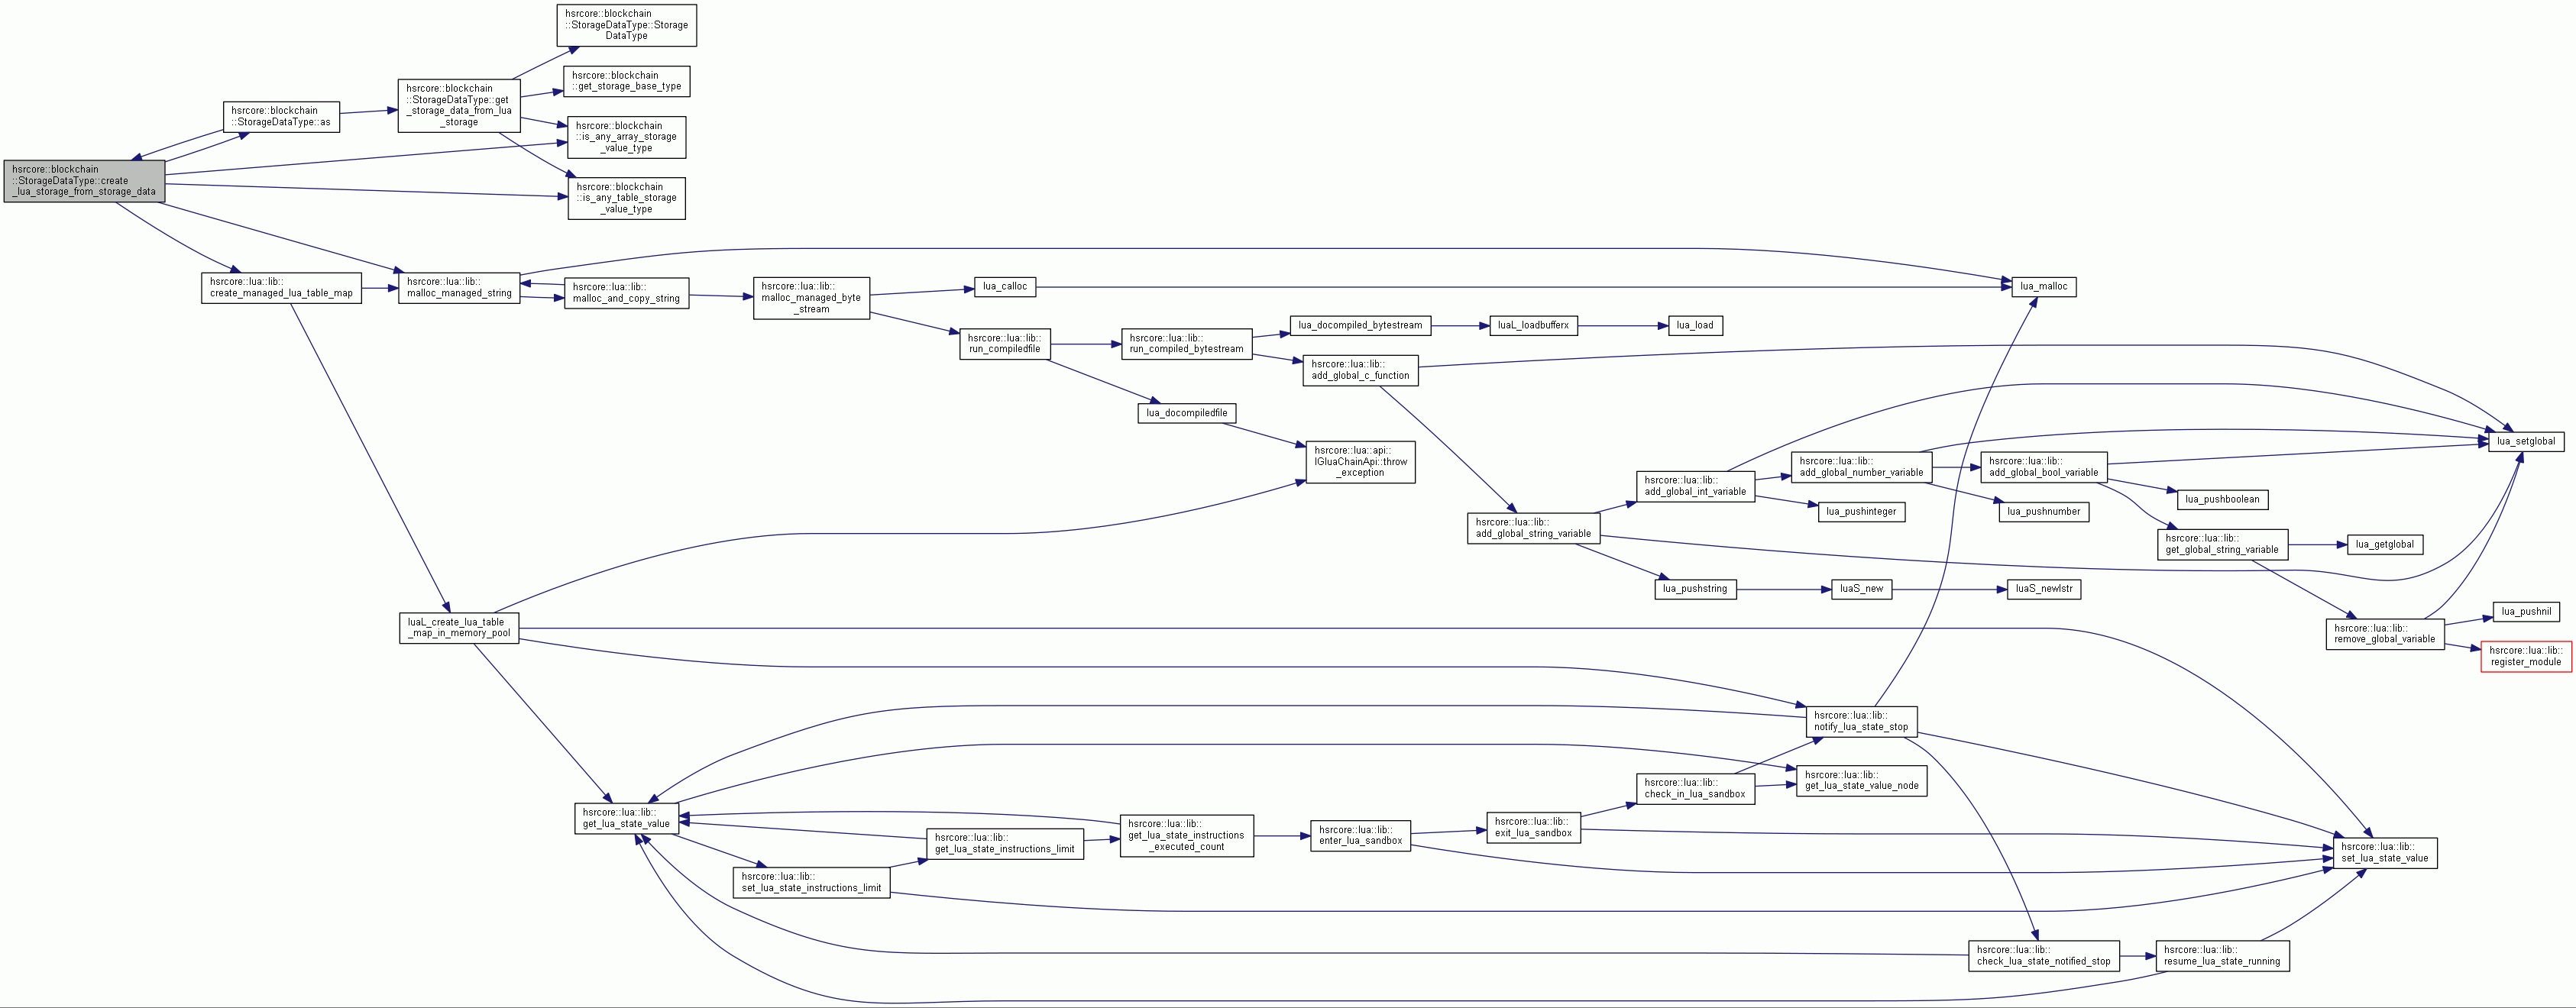 hsrcore::blockchain
::StorageDataType::create
_lua_storage_from_storage_data
hsrcore::blockchain
::StorageDataType::as
hsrcore::blockchain
::StorageDataType::get
_storage_data_from_lua
_storage
hsrcore::blockchain
::StorageDataType::Storage
DataType
hsrcore::blockchain
::get_storage_base_type
hsrcore::blockchain
::is_any_array_storage
_value_type
hsrcore::blockchain
::is_any_table_storage
_value_type
hsrcore::lua::lib::
create_managed_lua_table_map
hsrcore::lua::lib::
malloc_managed_string
hsrcore::lua::lib::
malloc_and_copy_string
hsrcore::lua::lib::
malloc_managed_byte
_stream
lua_calloc
lua_malloc
hsrcore::lua::lib::
run_compiledfile
hsrcore::lua::lib::
run_compiled_bytestream
lua_docompiled_bytestream
luaL_loadbufferx
lua_load
hsrcore::lua::lib::
add_global_c_function
lua_docompiledfile
hsrcore::lua::api::
IGluaChainApi::throw
_exception
hsrcore::lua::lib::
add_global_string_variable
hsrcore::lua::lib::
add_global_int_variable
hsrcore::lua::lib::
add_global_number_variable
hsrcore::lua::lib::
add_global_bool_variable
lua_setglobal
lua_pushinteger
lua_pushnumber
lua_pushboolean
hsrcore::lua::lib::
get_global_string_variable
lua_getglobal
lua_pushstring
luaS_new
luaS_newlstr
hsrcore::lua::lib::
remove_global_variable
lua_pushnil
hsrcore::lua::lib::
register_module
luaL_create_lua_table
_map_in_memory_pool
hsrcore::lua::lib::
notify_lua_state_stop
hsrcore::lua::lib::
get_lua_state_value_node
hsrcore::lua::lib::
check_in_lua_sandbox
hsrcore::lua::lib::
get_lua_state_value
hsrcore::lua::lib::
set_lua_state_instructions_limit
hsrcore::lua::lib::
get_lua_state_instructions_limit
hsrcore::lua::lib::
get_lua_state_instructions
_executed_count
hsrcore::lua::lib::
enter_lua_sandbox
hsrcore::lua::lib::
exit_lua_sandbox
hsrcore::lua::lib::
set_lua_state_value
hsrcore::lua::lib::
check_lua_state_notified_stop
hsrcore::lua::lib::
resume_lua_state_running